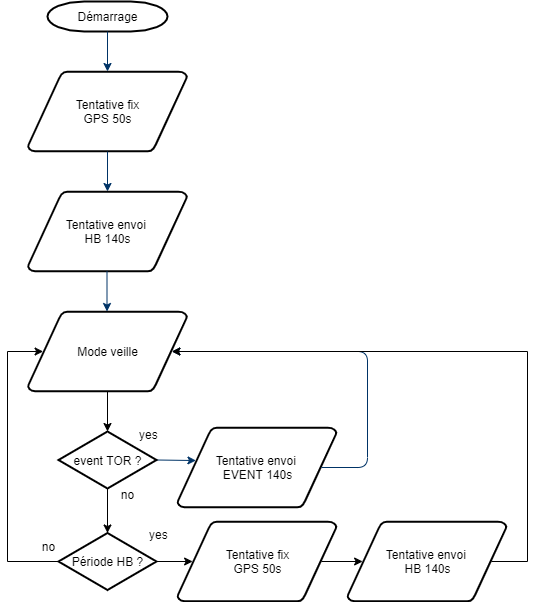 Démarrage
Tentative fix
GPS 50s
Tentative envoi
HB 140s
Mode veille
yes
event TOR ?
Tentative envoi
EVENT 140s
no
yes
no
Période HB ?
Tentative fix
GPS 50s
Tentative envoi
HB 140s